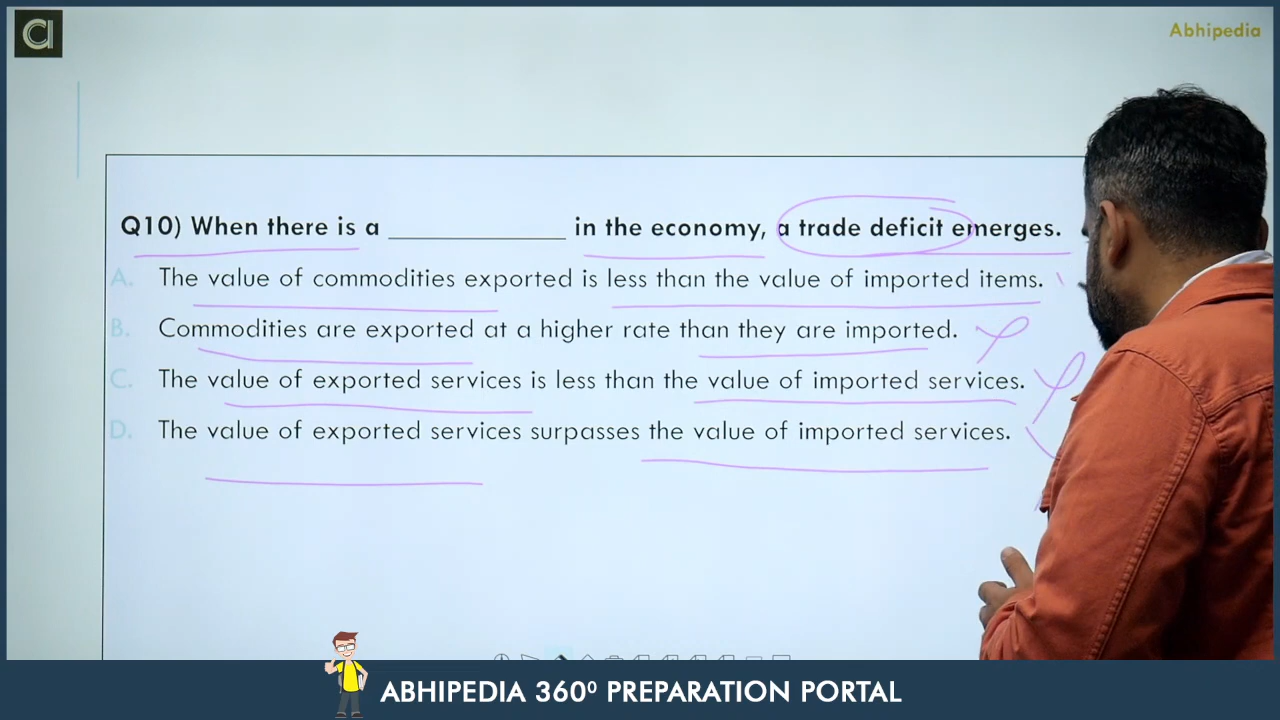 Abhipedia
Q10) When there is a ______________ in the economy, a trade deficit emerges.
A. The value of commodities exported is less than the value of imported items.
B. Commodities are exported at a higher rate than they are imported.
C. The value of exported services is less than the value of imported services.
D. The value of exported services surpasses the value of imported services.
ABHIPEDIA 360⁰ PREPARATION PORTAL